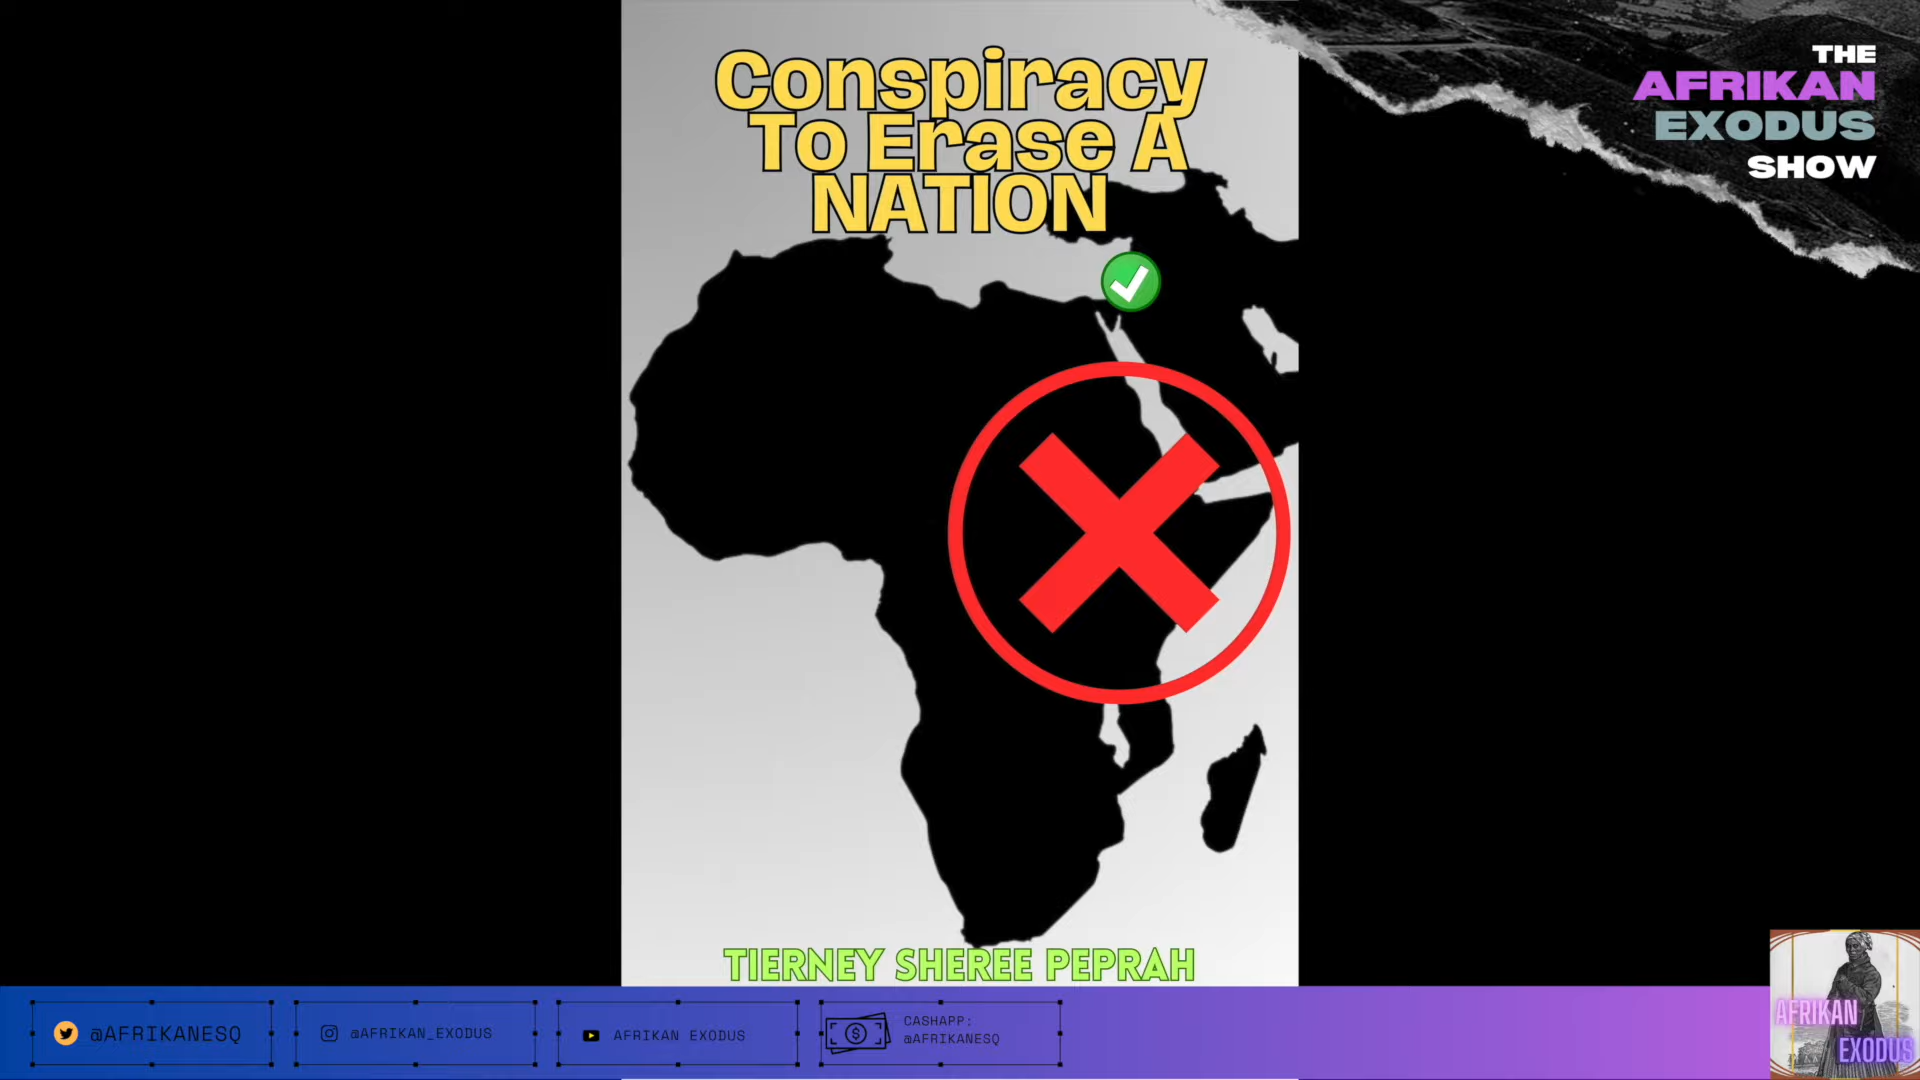 Conspiracy
To Erase A
NATION
THE
AFRIKAN
EXODUS
SHOW
TIERNEY SHEREE PEPRAH
@AFRIKANESQ
@AFRIKAN_EXODUS
AFRIKAN EXODUS
CASHAPP:
@AFRIKANESQ
AFRIKAN
EXODUS